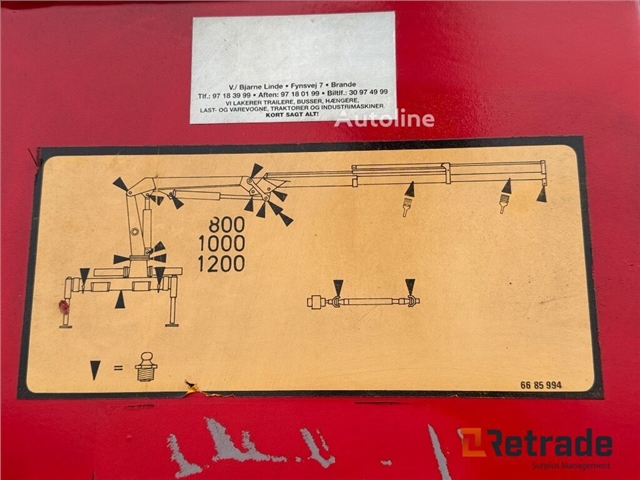 V./ Bjarne Linde • Fynsvej 7 • Brande
Tlf.: 97 18 39 99 • Aften: 97 18 01 99 • Biltlf.: 30 97 49 99
VI LAKERER TRAILERE, BUSSER, HÆNGERE,
LAST- OG VAREVOGNE, TRAKTORER OG INDUSTRIMASKINER.
KORT SAGT ALT!
Autoline
800
1000
1200
=
66 85 994
Retrade
Surplus Management